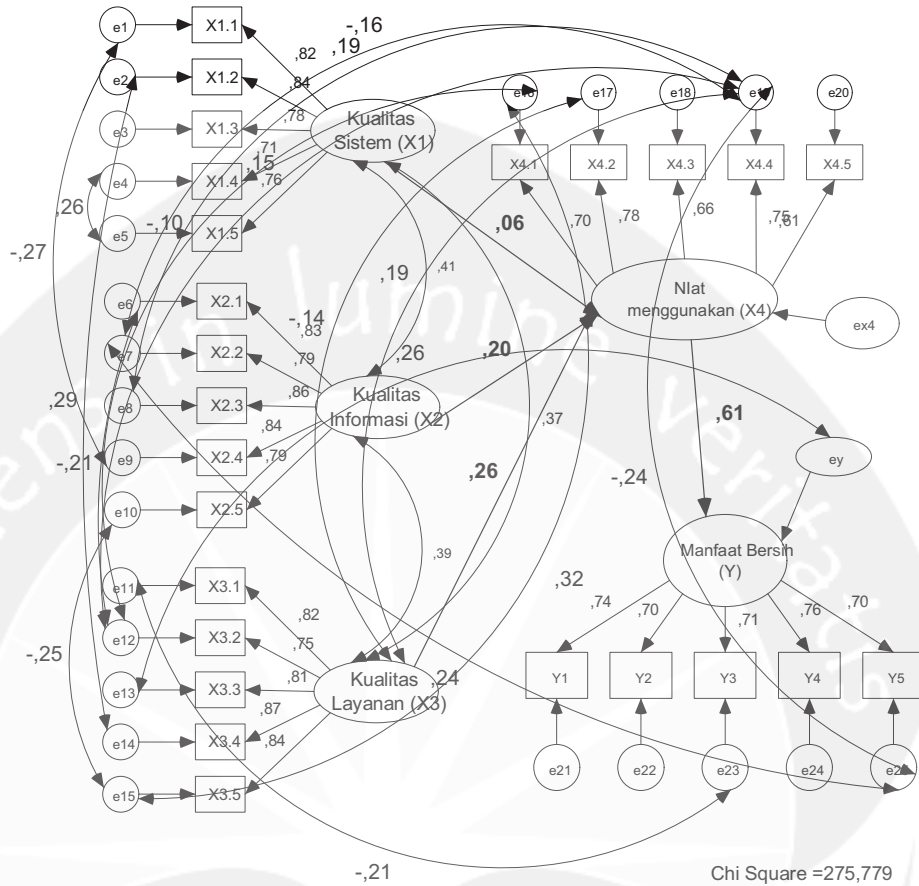 -,16
e1
X1.1
,82
,19
e2
X1.2
,84
e17
e18
e20
e3
X1.3
,78
Kualitas
Sistem (X1)
X4.1
X4.2
X4.3
X4.4
X4.5
,71
,15
e4
X1.4
,76
,26
e5
X1.5
-,10
,06
,70
,78
,66
,75
,61
-,27
,19
,41
e6
X2.1
-,14
,83
NIat
menggunakan (X4)
ex4
e7
X2.2
,79
,26
,20
,29
e8
X2.3
,86
Kualitas
Informasi (X2)
,37
,61
,84
-,21
e9
X2.4
,79
,26
-,24
ey
e10
X2.5
,39
Manfaat Bersih
(Y)
e11
X3.1
,82
,32
,74
,70
,71
,76
,70
-,25
e12
X3.2
,75
e13
X3.3
,81
Kualitas
Layanan (X3)
,24
Y1
Y2
Y3
Y4
Y5
,87
e14
X3.4
,84
e15
X3.5
e21
e22
e23
e24
-,21
Chi Square =275,779
lumine veritas